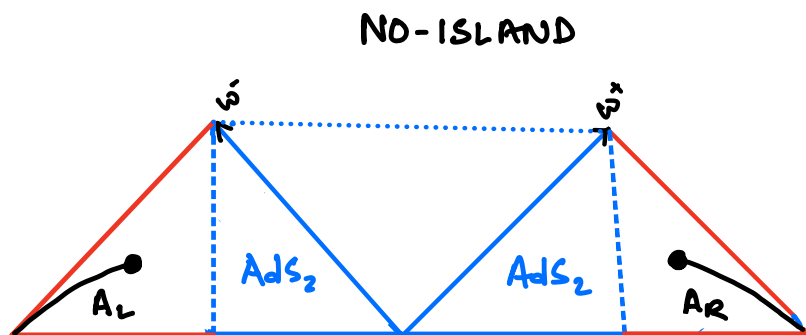 NO-ISLAND
w⁻ w⁺
AdS₂ AdS₂
A_L A_R